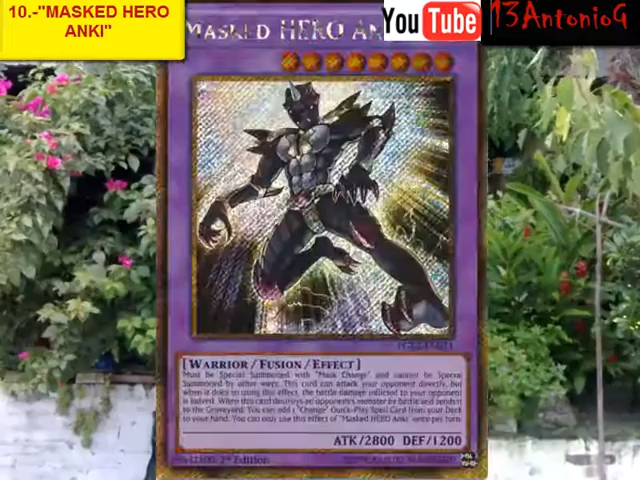 10.-"MASKED HERO
ANKI"
YouTube
13AntonioG
MASKED HERO AN
[WARRIOR/FUSION/EFFECT]
Must be Special Summoned with "Mask Change" and cannot be Special
Summoned by other ways. This card can attack your opponent directly, but
when it does so using this effect, the battle damage inflicted to your opponent
is halved. When this card destroys an opponent's monster by battle and sends it
to the Graveyard: You can add 1 "Change" Quick-Play Spell Card from your Deck
to your hand. You can only use this effect of "Masked HERO Anki" once per turn.
ATK/2800 DEF/1200
1st Edition